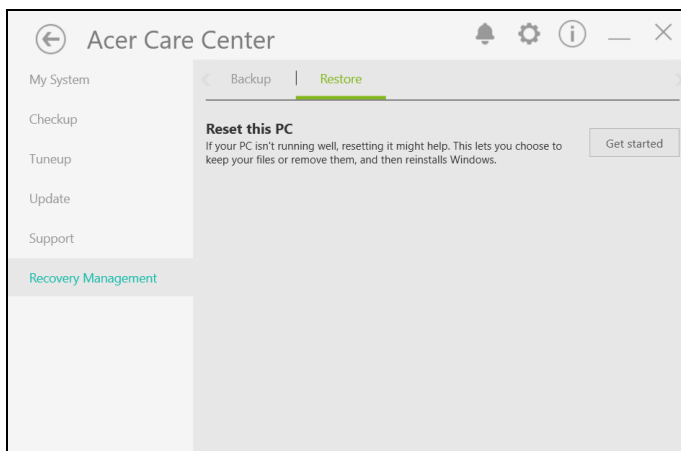 Acer Care Center
My System
Checkup
Tuneup
Update
Support
Recovery Management
Backup
Restore
Reset this PC
If your PC isn't running well, resetting it might help. This lets you choose to
keep your files or remove them, and then reinstalls Windows.
Get started